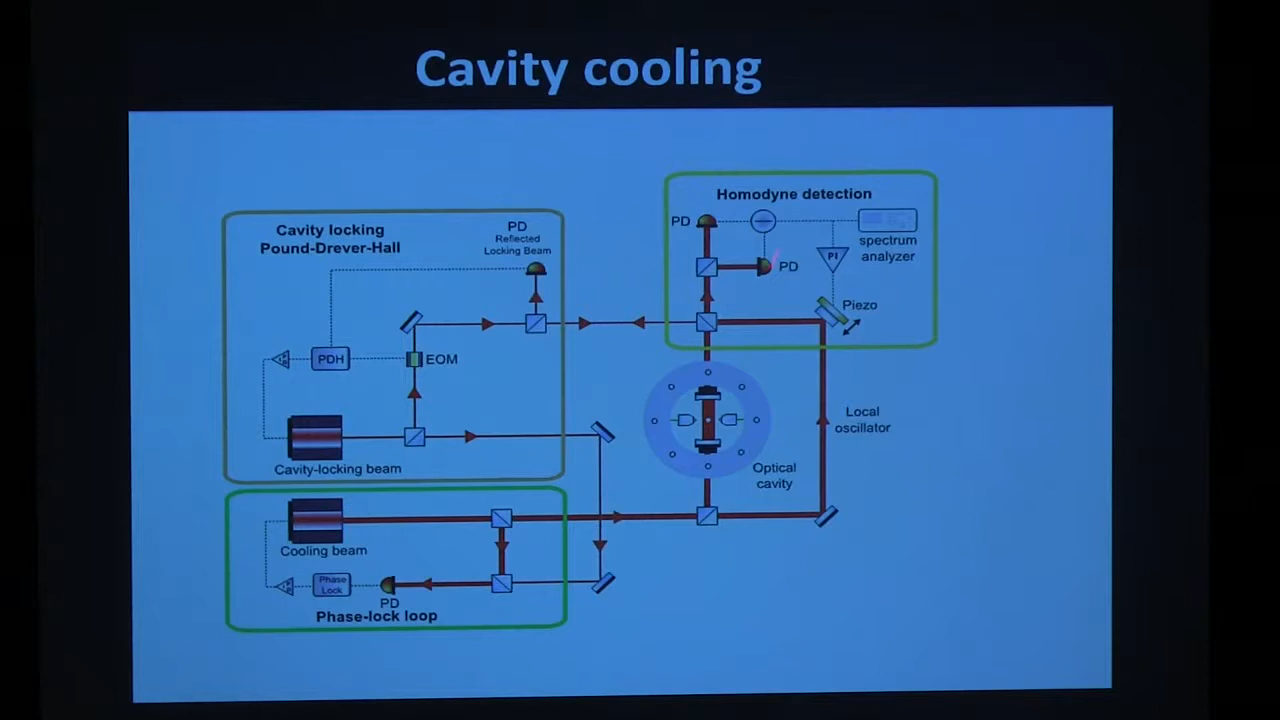 Cavity cooling
Cavity locking
Pound-Drever-Hall
PD
Reflected
Locking Beam
PDH
EOM
Cavity-locking beam
Homodyne detection
PD
PD
spectrum
analyzer
PI
Piezo
Local
oscillator
Optical
cavity
Cooling beam
Phase
Lock
PD
Phase-lock loop